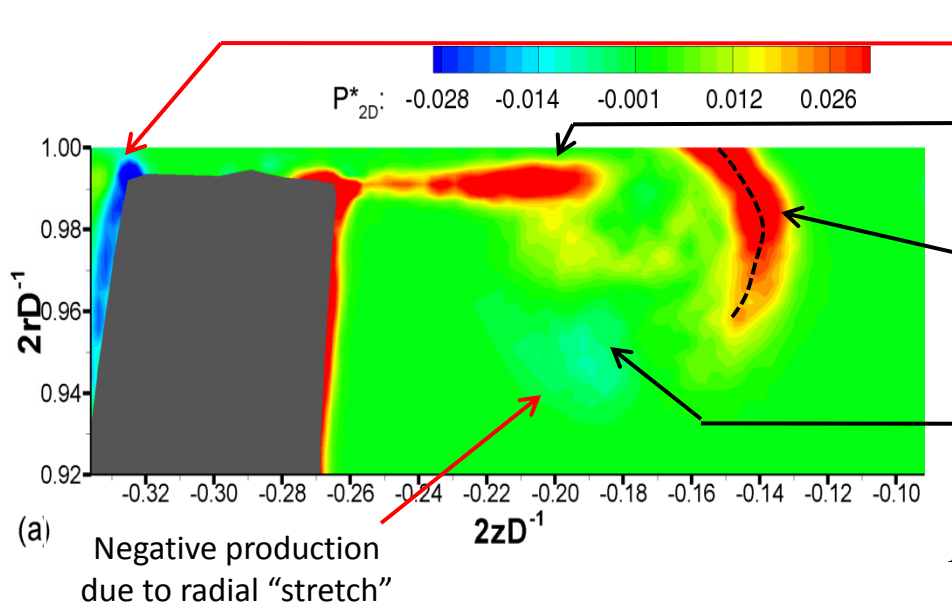 P*2D: -0.028 -0.014 -0.001 0.012 0.026
1.00
0.98
0.96
0.94
0.92
2rD-1
-0.32 -0.30 -0.28 -0.26 -0.24 -0.22 -0.20 -0.18 -0.16 -0.14 -0.12 -0.10
2zD-1
(a)
Negative production
due to radial “stretch”